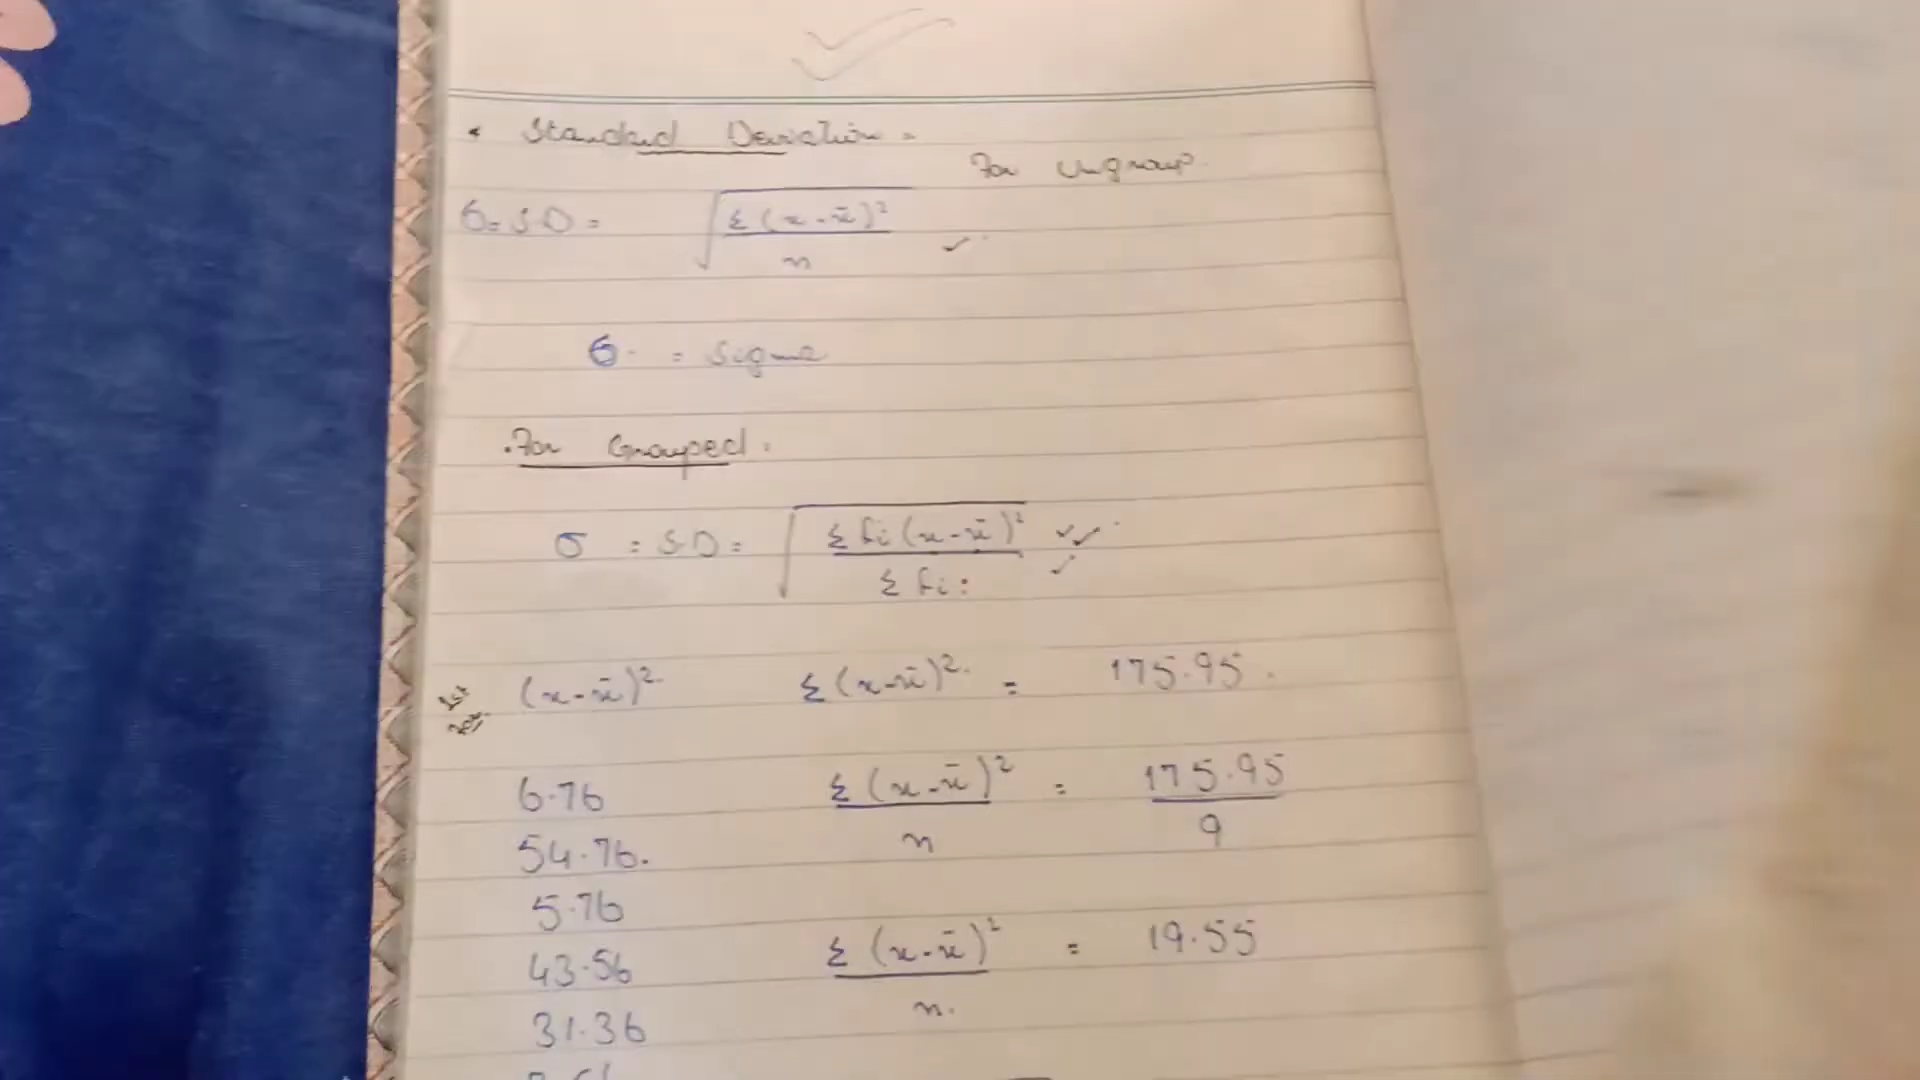 Standard Deviation =
For Ungroup.
σ = S.D = √ Σ(x-x̄)² / n
σ = Sigma
For Grouped.
σ = S.D = √ Σfi(x-x̄)² / Σfi
1st
(x-x̄)² Σ(x-x̄)² = 175.95
6.76 Σ(x-x̄)² / n = 175.95 / 9
54.76
5.76
43.56 Σ(x-x̄)² / n = 19.55
31.36